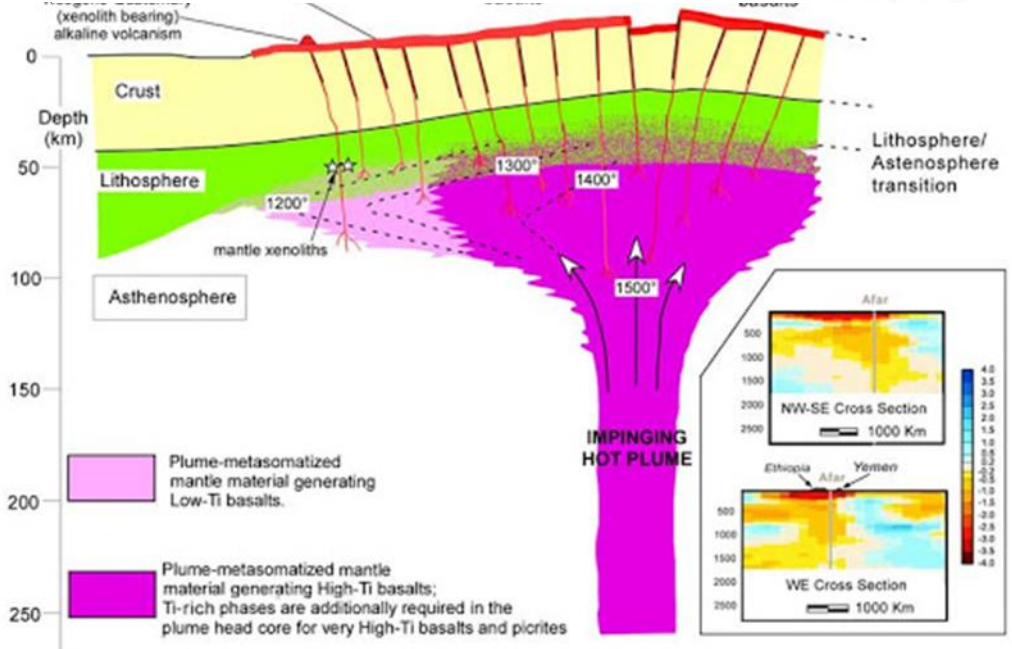 (xenolith bearing)
alkaline volcanism
basalts
0
Crust
Depth
(km)
50
Lithosphere
1200°
1300°
1400°
Lithosphere/
Astenosphere
transition
mantle xenoliths
100
Asthenosphere
1500°
150
IMPINGING
HOT PLUME
Plume-metasomatized
mantle material generating
Low-Ti basalts.
200
Plume-metasomatized mantle
material generating High-Ti basalts;
Ti-rich phases are additionally required in the
plume head core for very High-Ti basalts and picrites
250
Afar
500
1000
1500
2000
2500
NW-SE Cross Section
1000 Km
Ethiopia
Afar
Yemen
500
1000
1500
2000
2500
WE Cross Section
1000 Km
4.0
3.5
3.0
2.5
2.0
1.5
1.0
0.5
0.2
-0.2
-0.5
-1.0
-1.5
-2.0
-2.5
-3.0
-3.5
-4.0